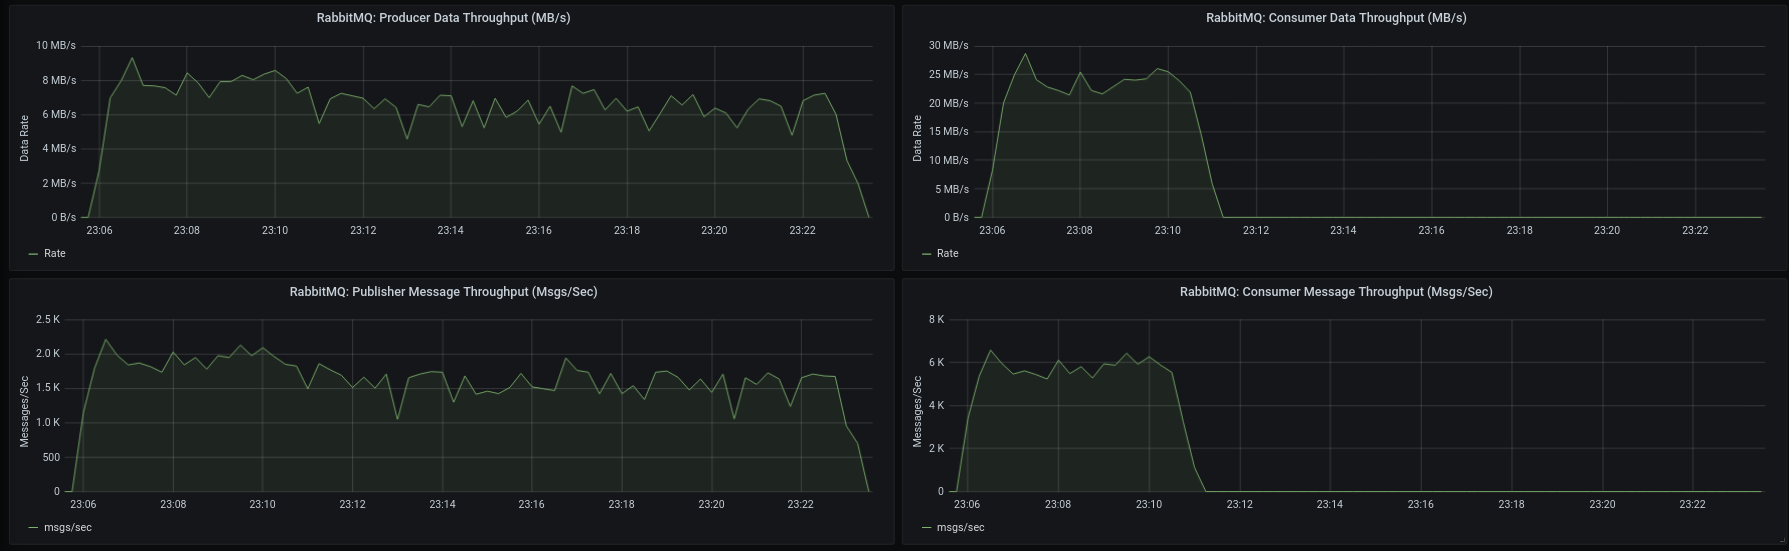 RabbitMQ: Producer Data Throughput (MB/s)
10 MB/s
8 MB/s
6 MB/s
4 MB/s
2 MB/s
0 B/s
Data Rate
23:06 23:08 23:10 23:12 23:14 23:16 23:18 23:20 23:22
Rate
RabbitMQ: Consumer Data Throughput (MB/s)
30 MB/s
25 MB/s
20 MB/s
15 MB/s
10 MB/s
5 MB/s
0 B/s
Data Rate
23:06 23:08 23:10 23:12 23:14 23:16 23:18 23:20 23:22
Rate
RabbitMQ: Publisher Message Throughput (Msgs/Sec)
2.5 K
2.0 K
1.5 K
1.0 K
500
0
Messages/Sec
23:06 23:08 23:10 23:12 23:14 23:16 23:18 23:20 23:22
msgs/sec
RabbitMQ: Consumer Message Throughput (Msgs/Sec)
8 K
6 K
4 K
2 K
0
Messages/Sec
23:06 23:08 23:10 23:12 23:14 23:16 23:18 23:20 23:22
msgs/sec